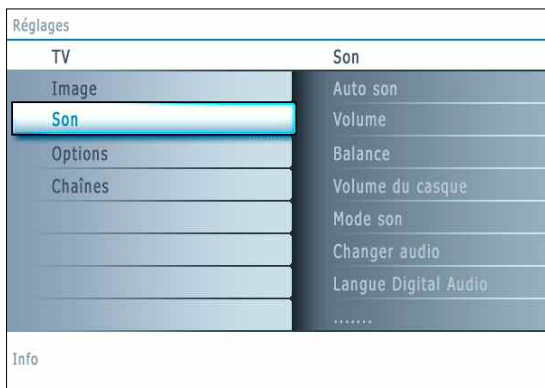 Réglages
TV
Image
Son
Options
Chaînes
Son
Auto son
Volume
Balance
Volume du casque
Mode son
Changer audio
Langue Digital Audio
.......
Info